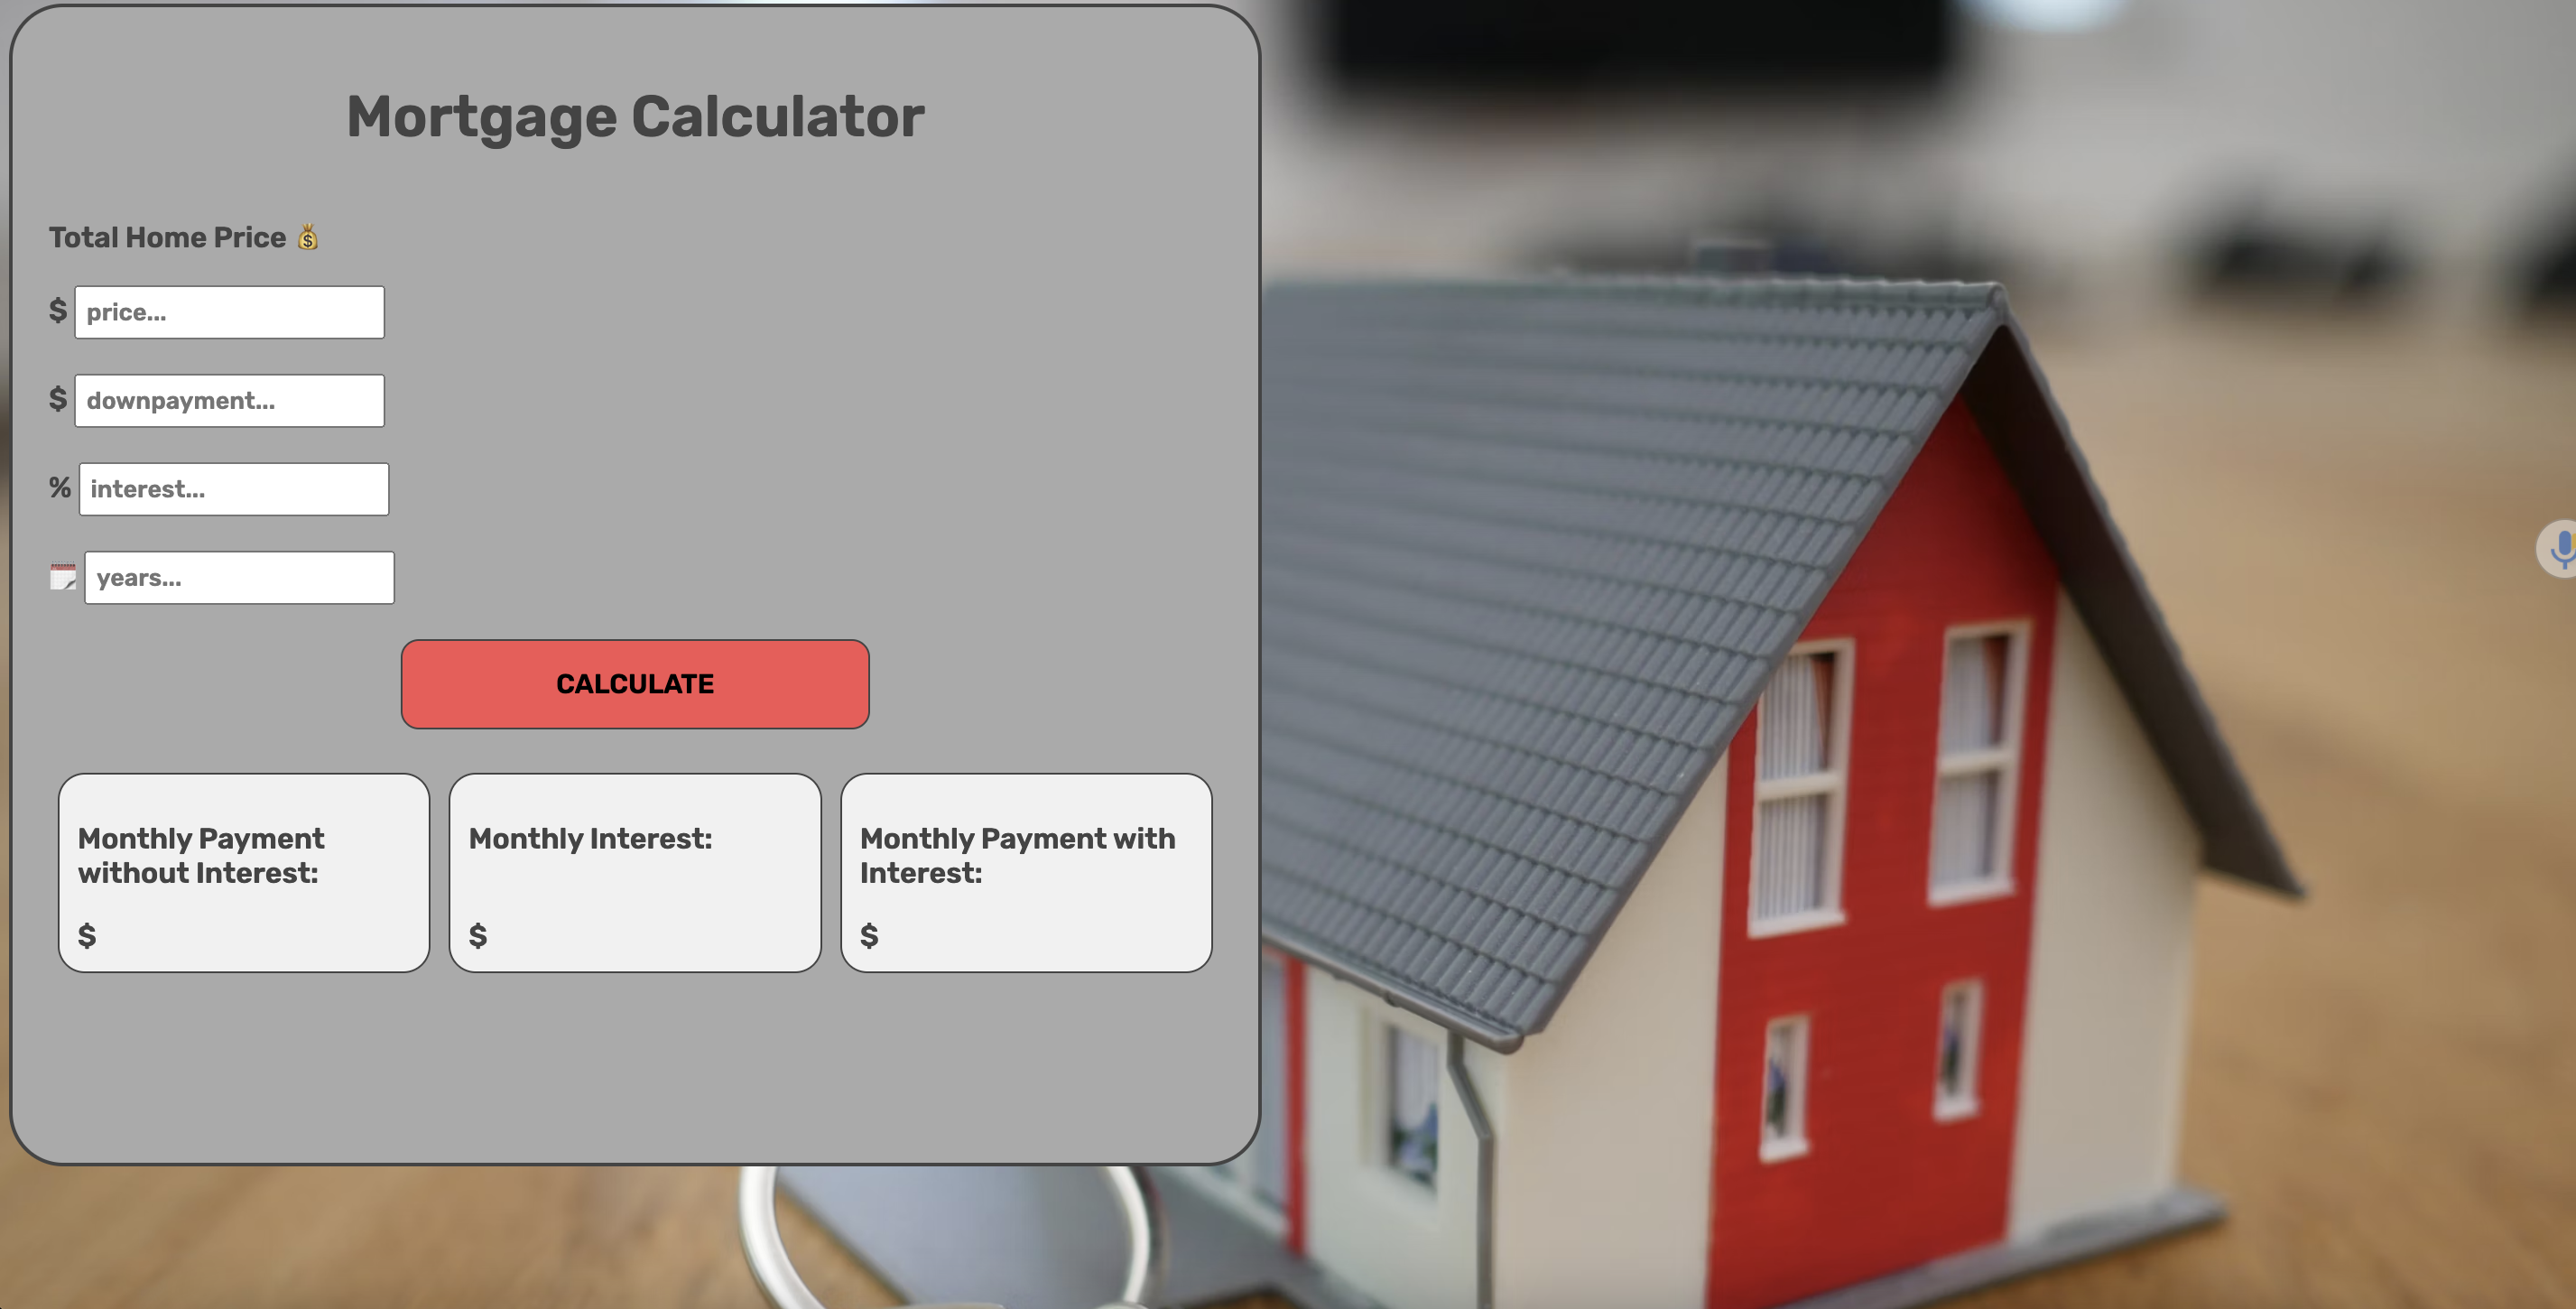 Mortgage Calculator
Total Home Price 💰
$ price...
$ downpayment...
% interest...
🗓 years...
CALCULATE
Monthly Payment
without Interest:
$
Monthly Interest:
$
Monthly Payment with
Interest:
$